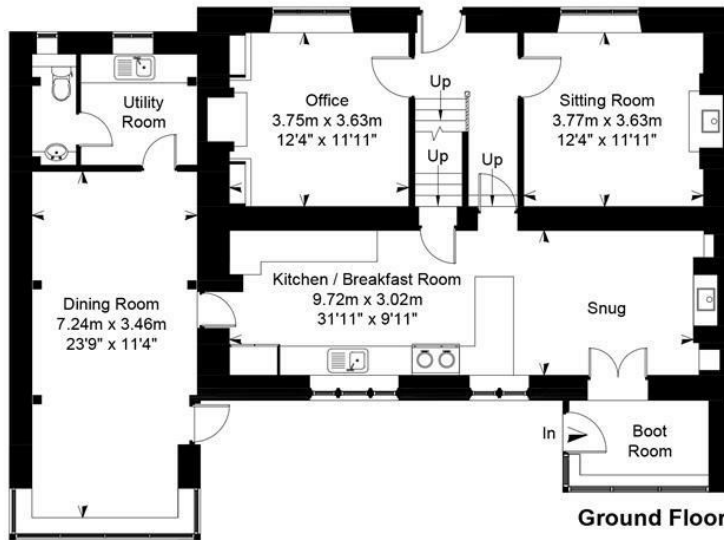 Utility
Room
Office
3.75m x 3.63m
12'4" x 11'11"
Up
Up
Up
Sitting Room
3.77m x 3.63m
12'4" x 11'11"
Dining Room
7.24m x 3.46m
23'9" x 11'4"
Kitchen / Breakfast Room
9.72m x 3.02m
31'11" x 9'11"
Snug
In
Boot
Room
Ground Floor